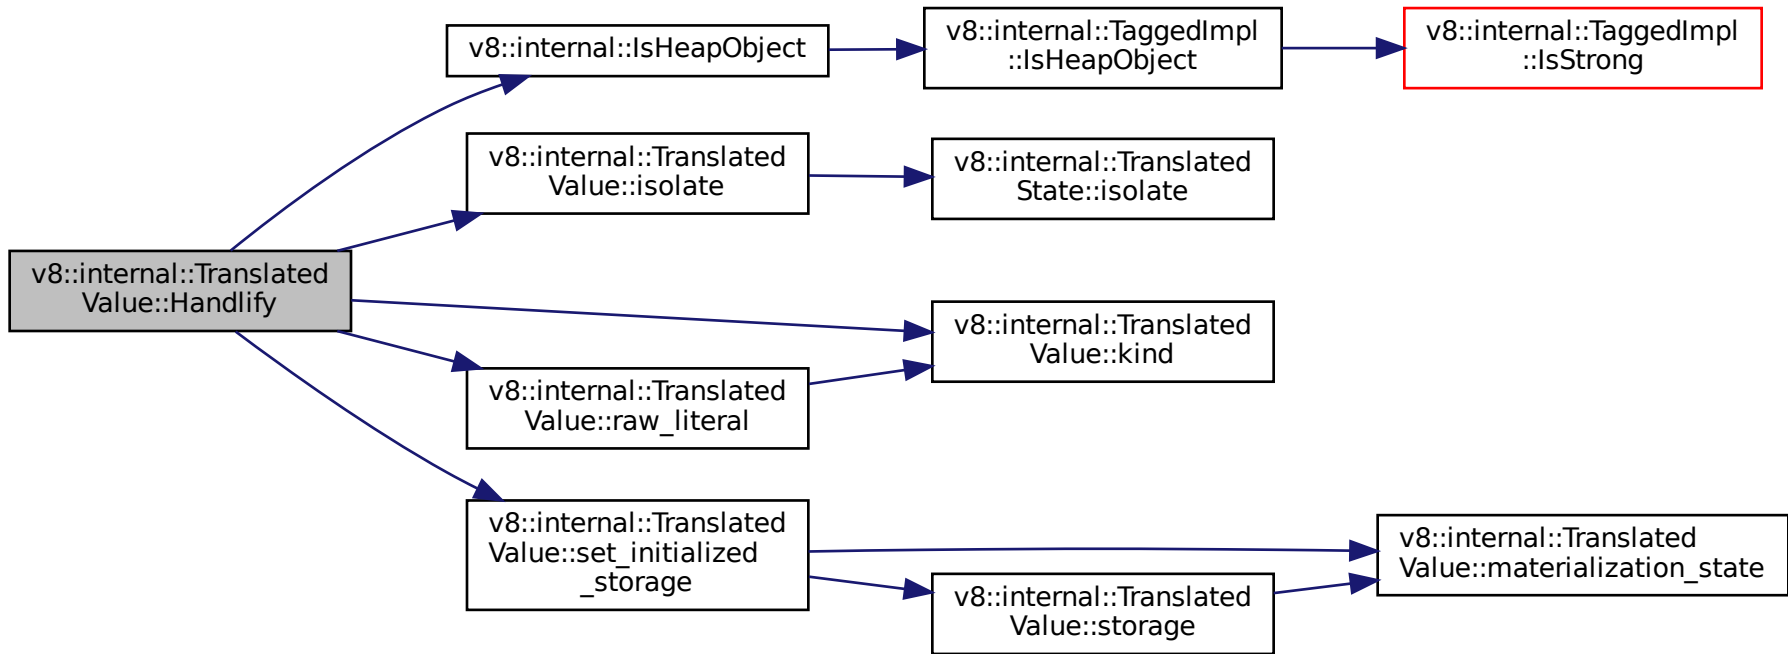 v8::internal::IsHeapObject
v8::internal::TaggedImpl
::IsHeapObject
v8::internal::TaggedImpl
::IsStrong
v8::internal::Translated
Value::isolate
v8::internal::Translated
State::isolate
v8::internal::Translated
Value::Handlify
v8::internal::Translated
Value::kind
v8::internal::Translated
Value::raw_literal
v8::internal::Translated
Value::set_initialized
_storage
v8::internal::Translated
Value::storage
v8::internal::Translated
Value::materialization_state